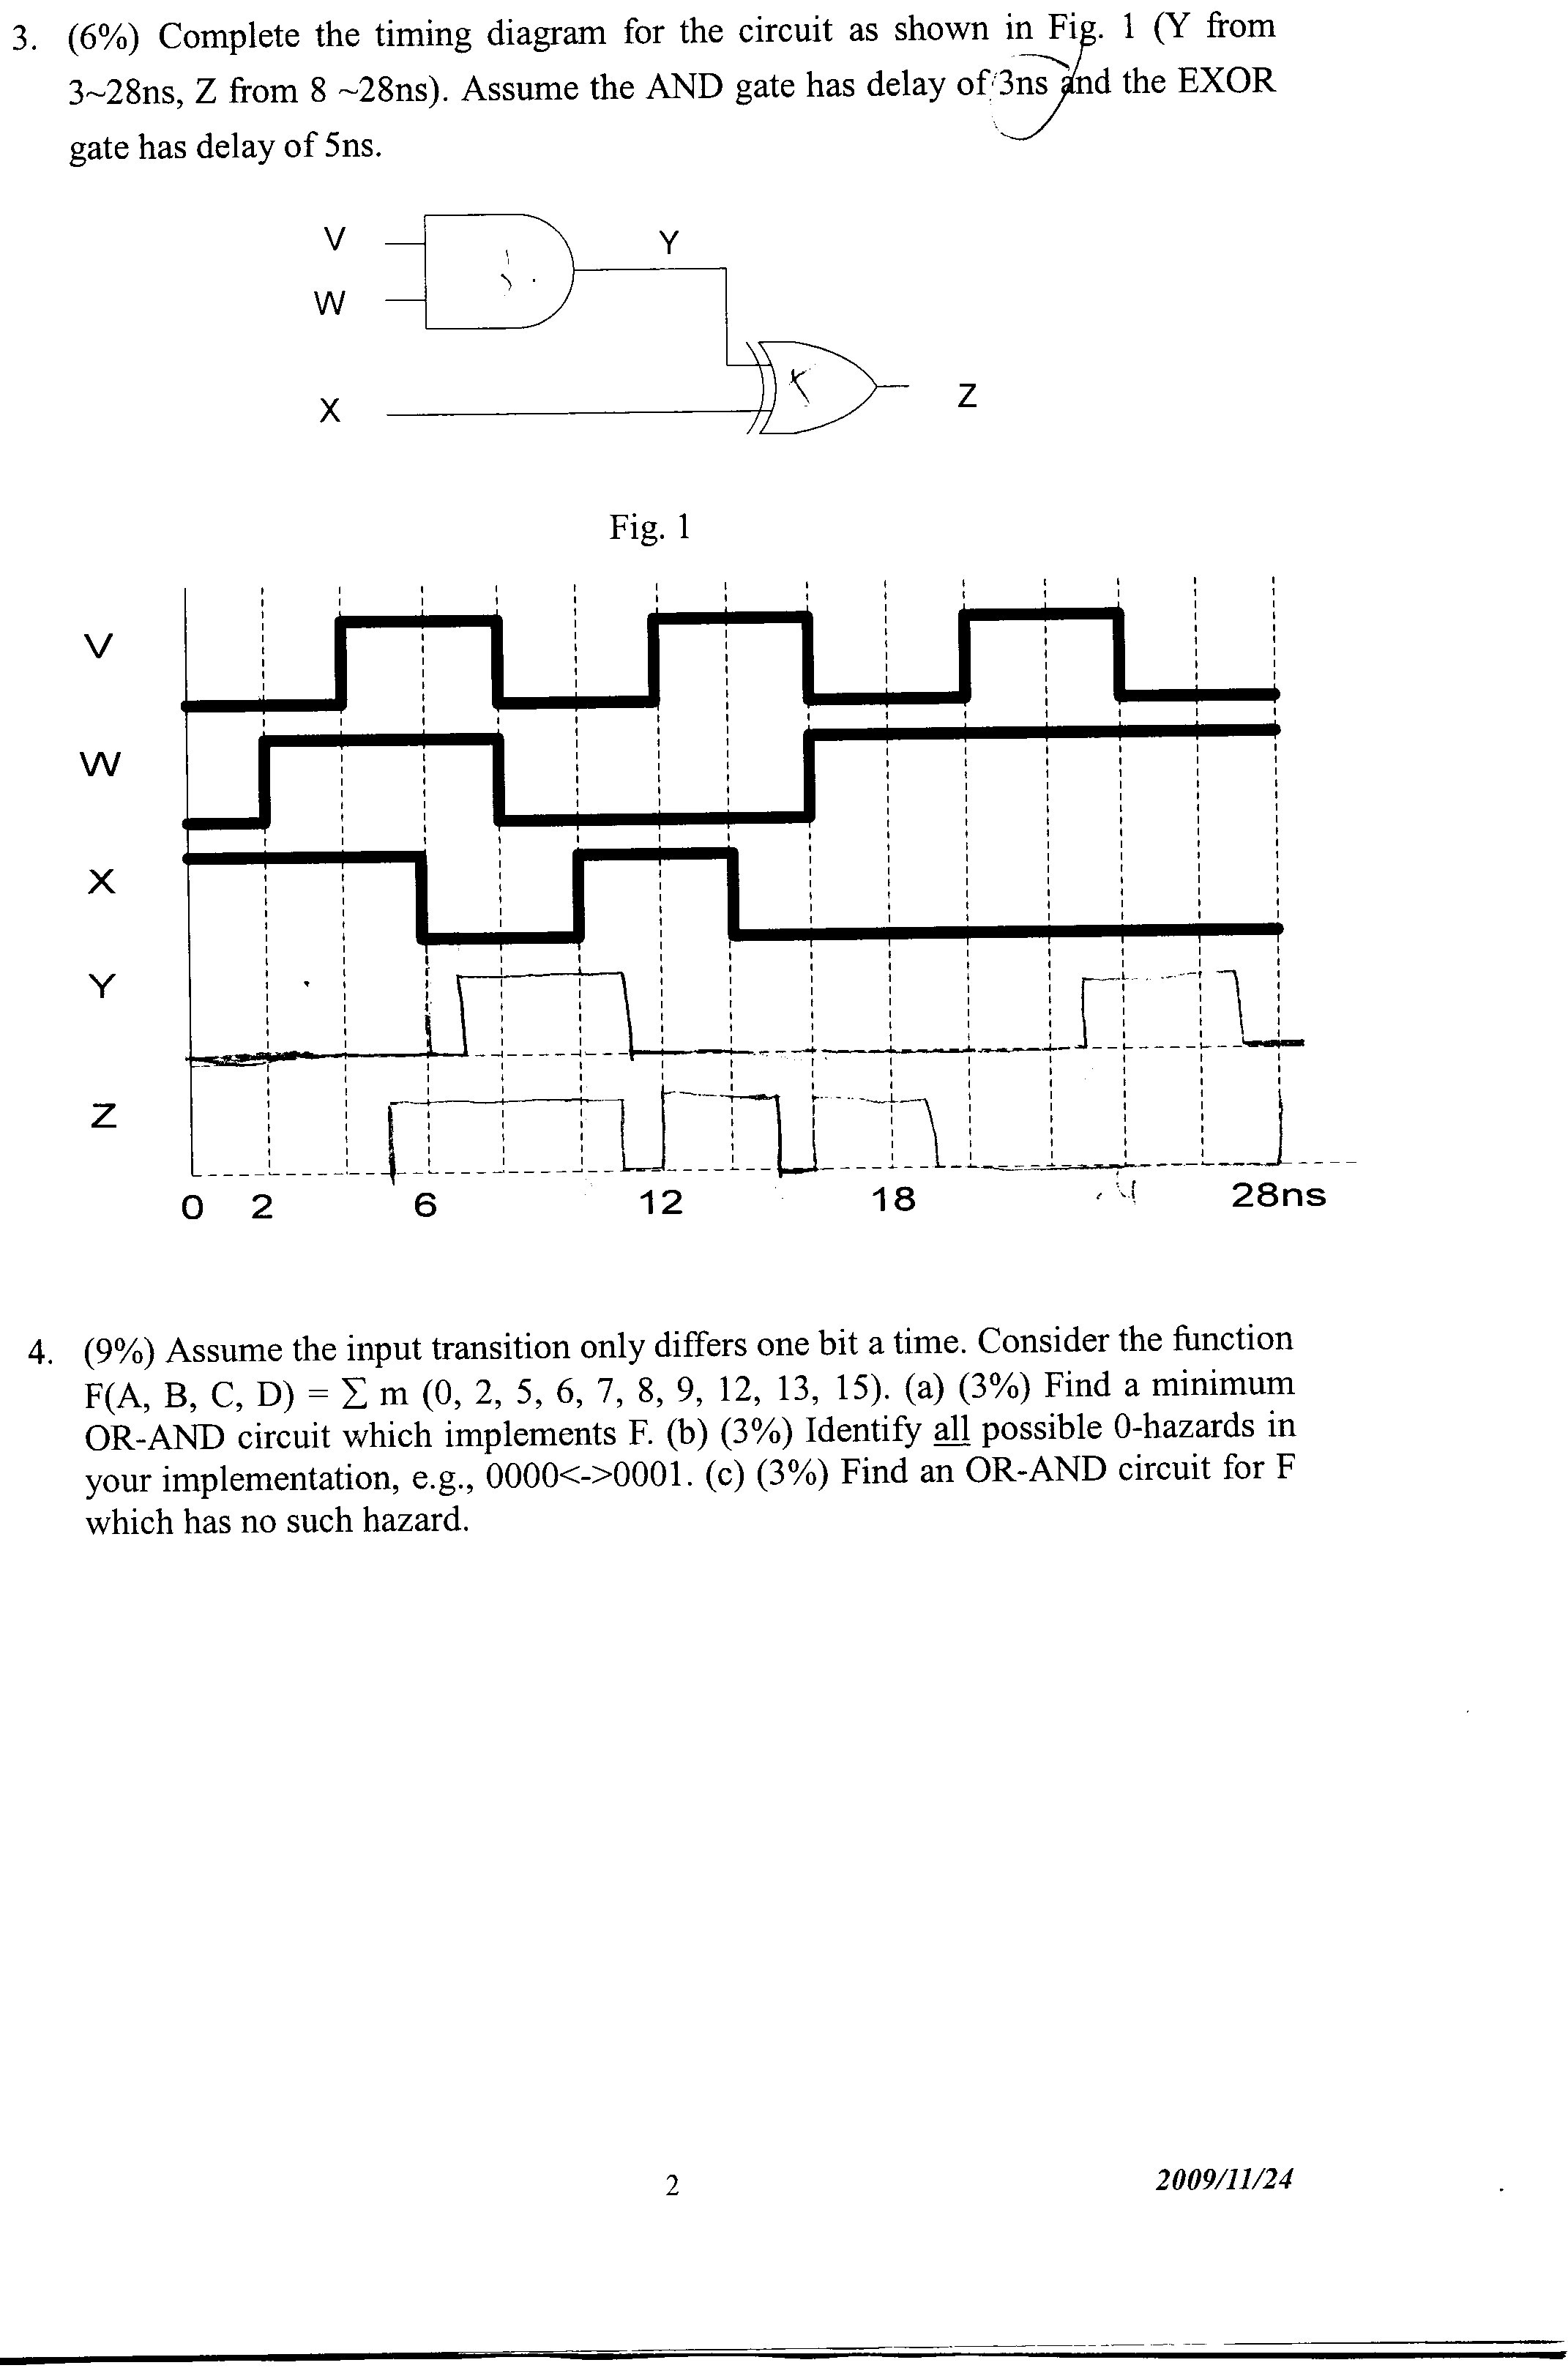 3. (6%) Complete the timing diagram for the circuit as shown in Fig. 1 (Y from
3~28ns, Z from 8 ~28ns). Assume the AND gate has delay of 3ns and the EXOR
gate has delay of 5ns.
V
Y
W
X
Z
Fig. 1
V
W
X
Y
Z
0 2 6 12 18 28ns
4. (9%) Assume the input transition only differs one bit a time. Consider the function
F(A, B, C, D) = Σ m (0, 2, 5, 6, 7, 8, 9, 12, 13, 15). (a) (3%) Find a minimum
OR-AND circuit which implements F. (b) (3%) Identify all possible 0-hazards in
your implementation, e.g., 0000<->0001. (c) (3%) Find an OR-AND circuit for F
which has no such hazard.
2
2009/11/24